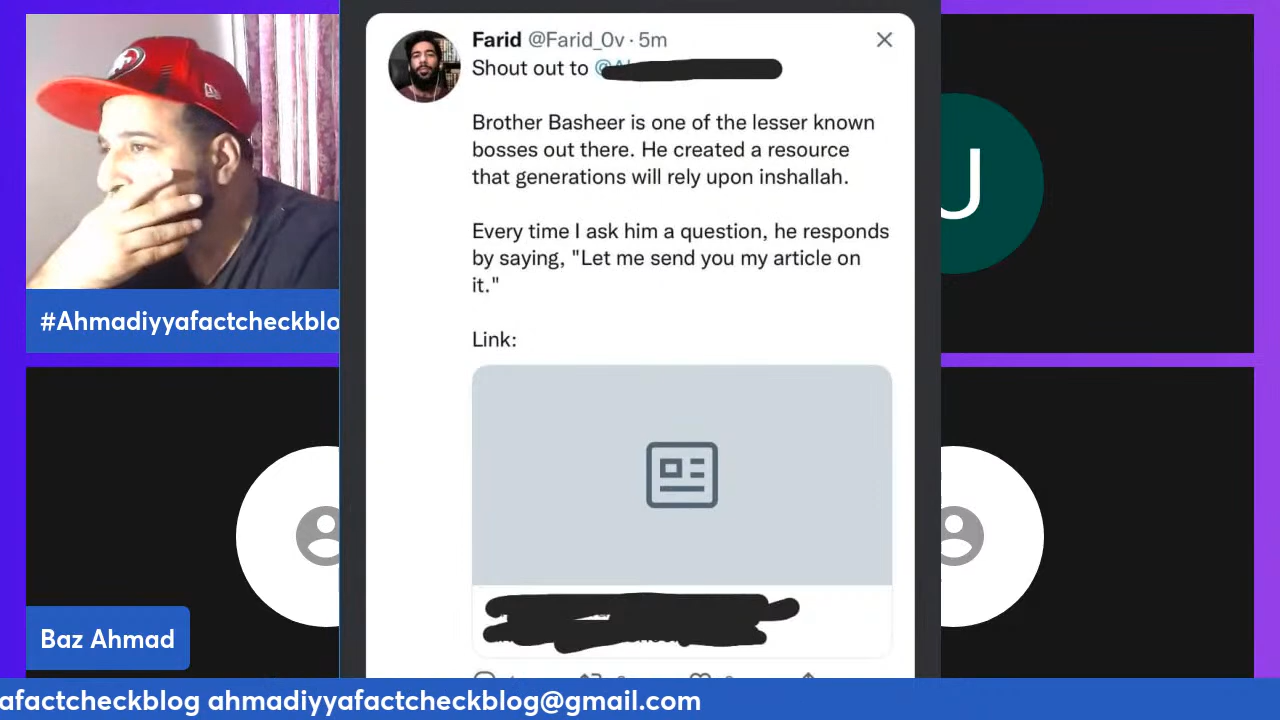 Farid @Farid_0v · 5m
Shout out to
Brother Basheer is one of the lesser known
bosses out there. He created a resource
that generations will rely upon inshallah.
Every time I ask him a question, he responds
by saying, "Let me send you my article on
it."
Link:
U
#Ahmadiyyafactcheckblo
Baz Ahmad
afactcheckblog ahmadiyyafactcheckblog@gmail.com